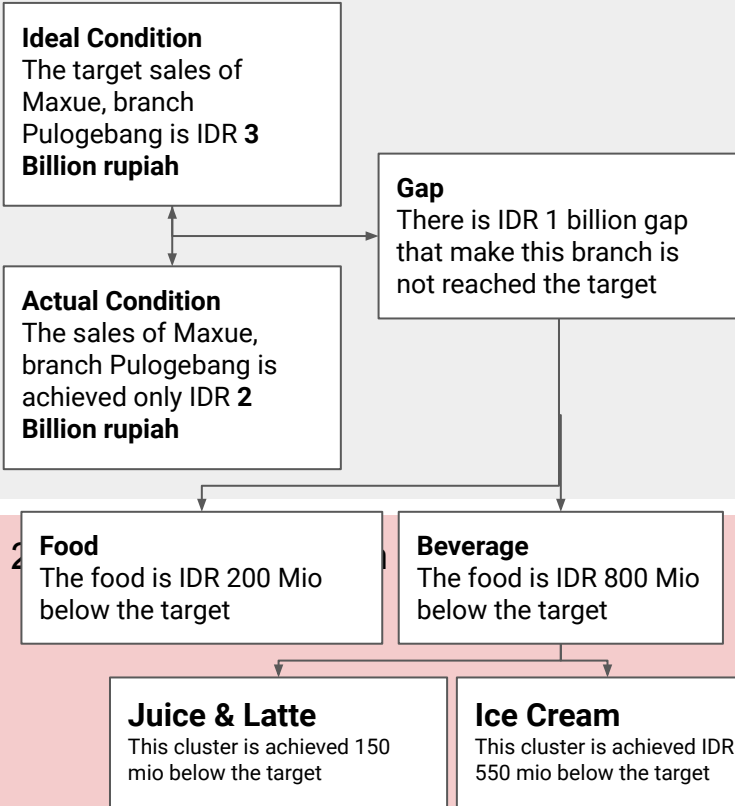 Ideal Condition
The target sales of
Maxue, branch
Pulogebang is IDR 3
Billion rupiah
Gap
There is IDR 1 billion gap
that make this branch is
not reached the target
Actual Condition
The sales of Maxue,
branch Pulogebang is
achieved only IDR 2
Billion rupiah
Food
The food is IDR 200 Mio
below the target
Beverage
The food is IDR 800 Mio
below the target
Juice & Latte
This cluster is achieved 150
mio below the target
Ice Cream
This cluster is achieved IDR
550 mio below the target